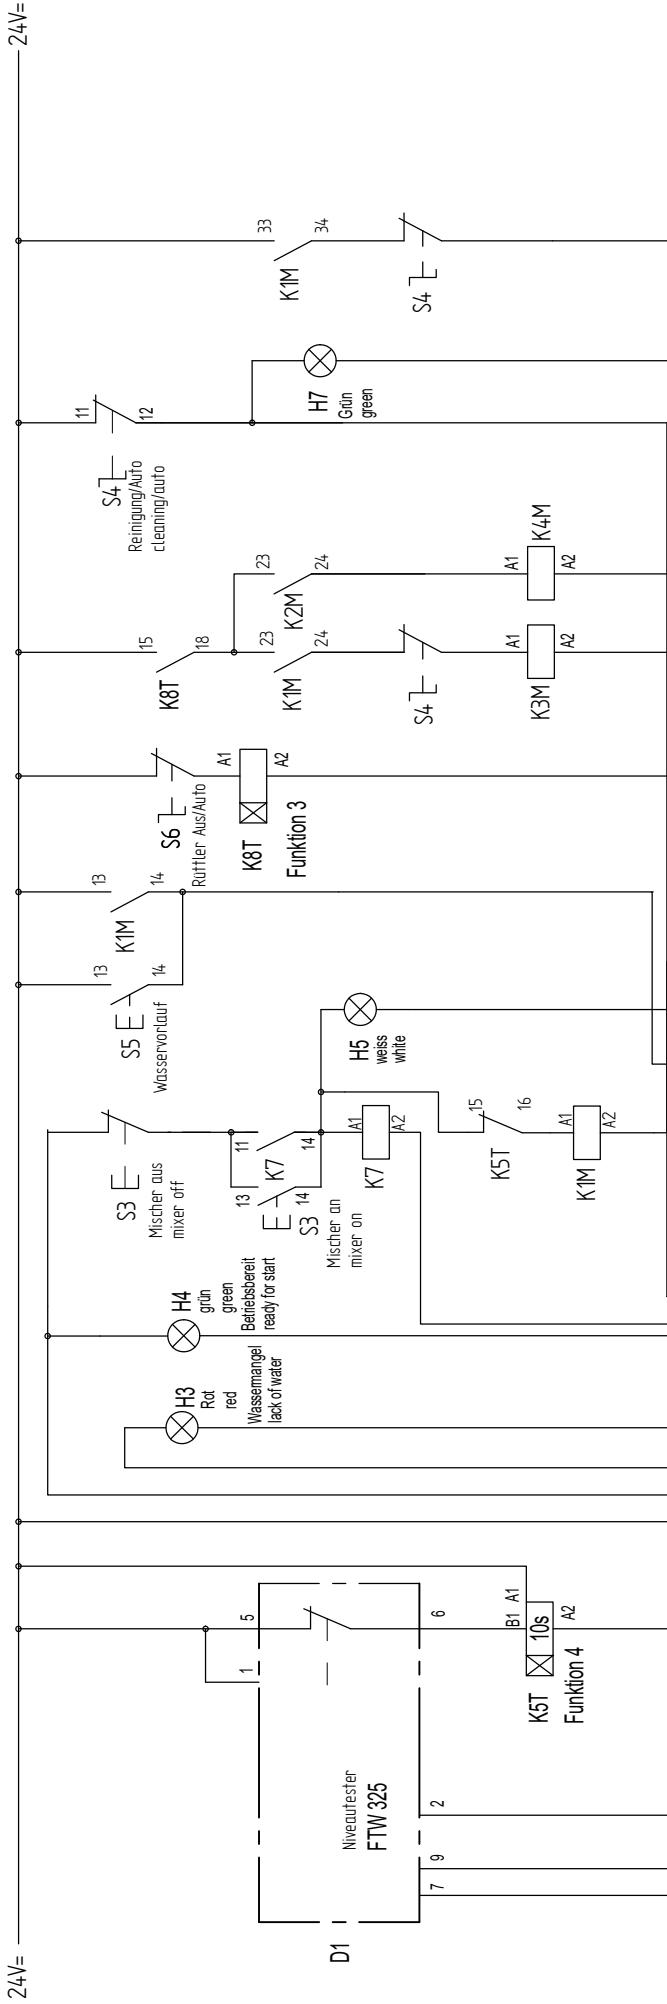 24V=
24V=
D1
Niveautester
FTW 325
1
5
6
7
9
2
K5T
Funktion 4
10s
B1
A1
A2
H3
Rot
red
Wassermangel
lack of water
H4
grün
green
Betriebsbereit
ready for start
S3
Mischer aus
mixer off
13
14
S3
Mischer an
mixer on
11
14
K7
A1
A2
K7
15
16
K5T
A1
A2
K1M
H5
weiss
white
13
14
S5
Wasservorlauf
13
14
K1M
S6
Rüttler Aus/Auto
A1
A2
K8T
Funktion 3
15
18
K8T
23
24
K1M
S4
A1
A2
K3M
23
24
K2M
A1
A2
K4M
11
12
S4
Reinigung/Auto
cleaning/auto
H7
Grün
green
33
34
K1M
S4